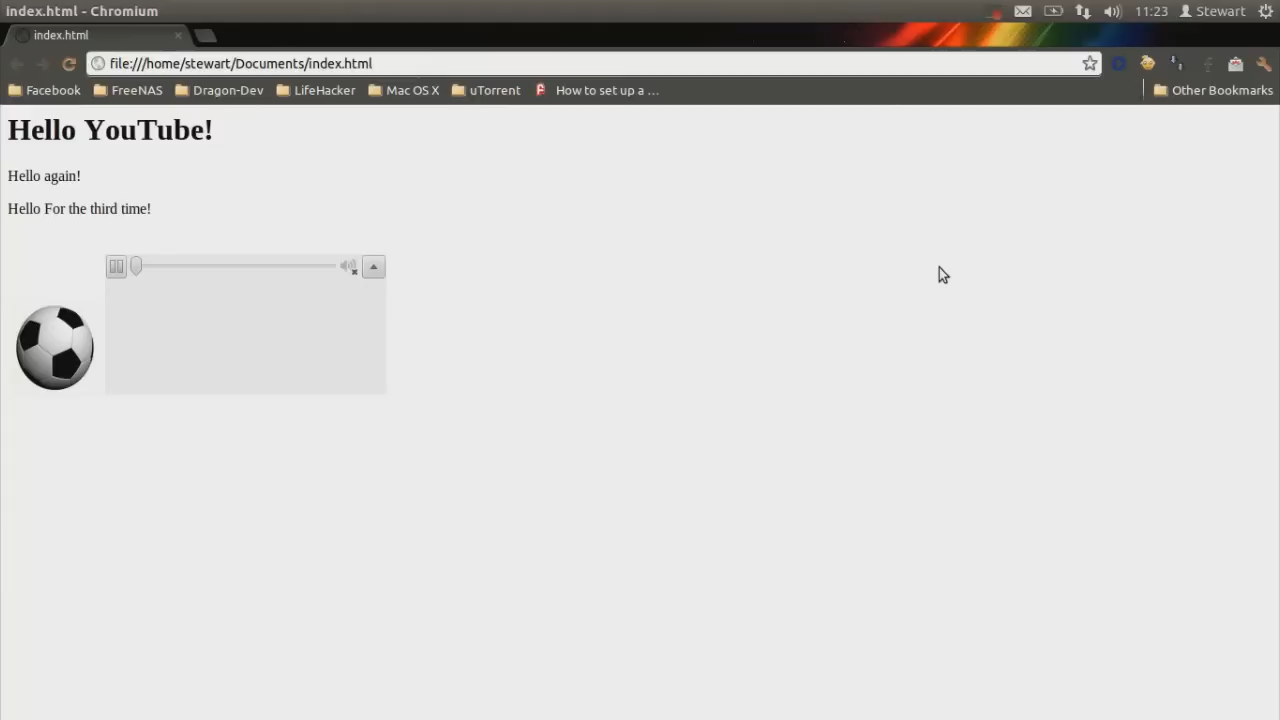 index.html - Chromium
11:23 Stewart
index.html
file:///home/stewart/Documents/index.html
Facebook FreeNAS Dragon-Dev LifeHacker Mac OS X uTorrent How to set up a ... Other Bookmarks
Hello YouTube!
Hello again!
Hello For the third time!